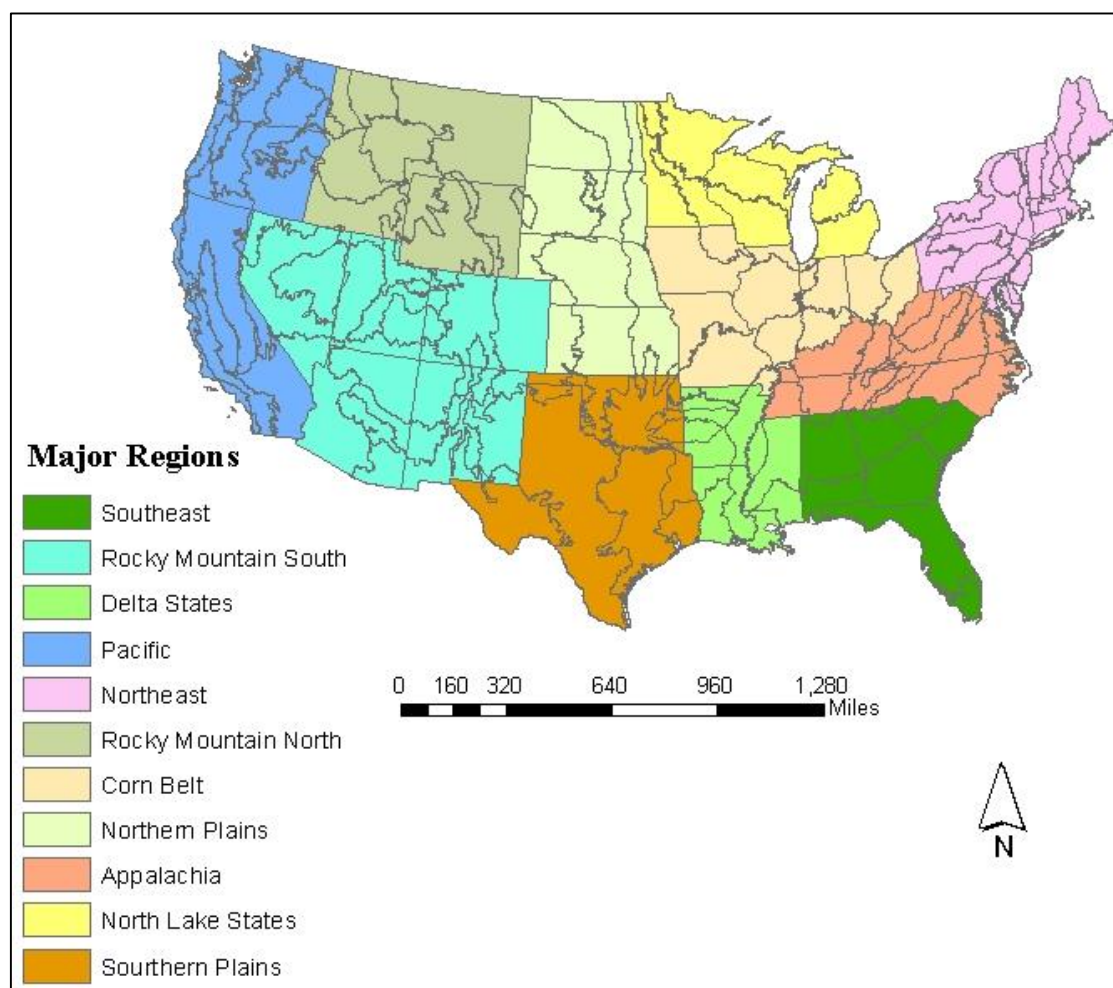 Major Regions
Southeast
Rocky Mountain South
Delta States
Pacific
Northeast
Rocky Mountain North
Corn Belt
Northern Plains
Appalachia
North Lake States
Sourthern Plains
0 160 320 640 960 1,280
Miles
N